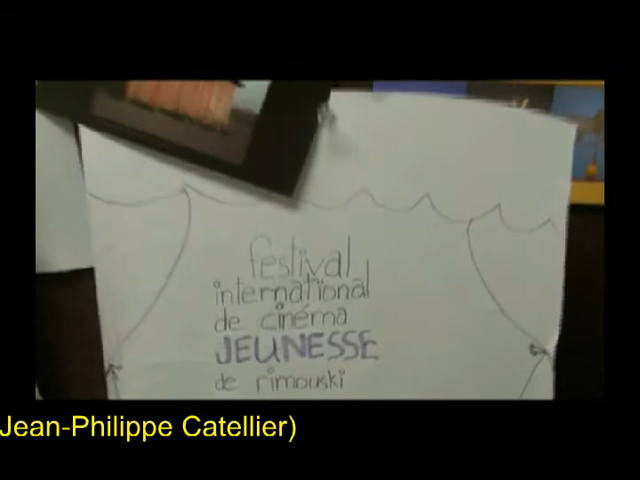 festival
international
de cinéma
JEUNESSE
de rimouski
Jean-Philippe Catellier)